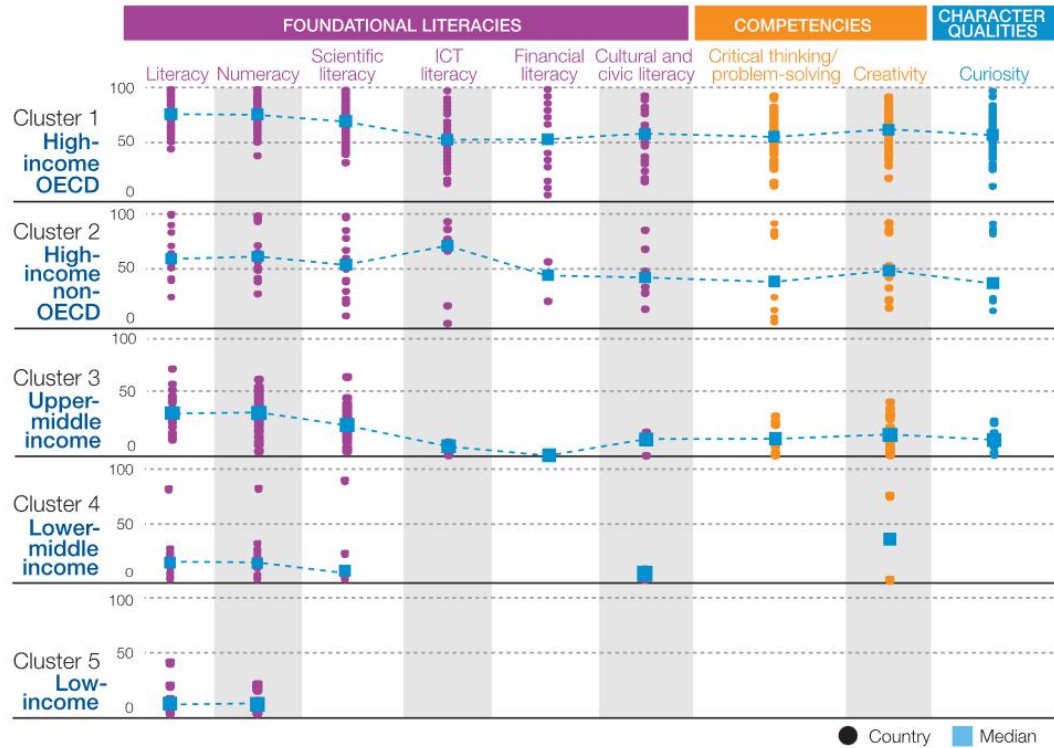 FOUNDATIONAL LITERACIES
COMPETENCIES
CHARACTER
QUALITIES
Literacy
Numeracy
Scientific
literacy
ICT
literacy
Financial
literacy
Cultural and
civic literacy
Critical thinking/
problem-solving
Creativity
Curiosity
Cluster 1
High-
income
OECD
100
50
0
Cluster 2
High-
income
non-
OECD
100
50
0
Cluster 3
Upper-
middle
income
100
50
0
Cluster 4
Lower-
middle
income
100
50
0
Cluster 5
Low-
income
100
50
0
Country
Median